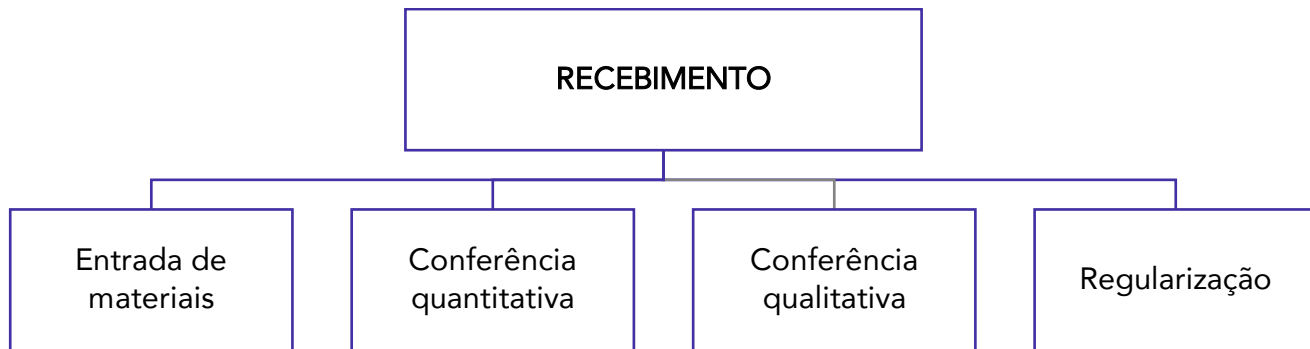 RECEBIMENTO
Entrada de
materiais
Conferência
quantitativa
Conferência
qualitativa
Regularização